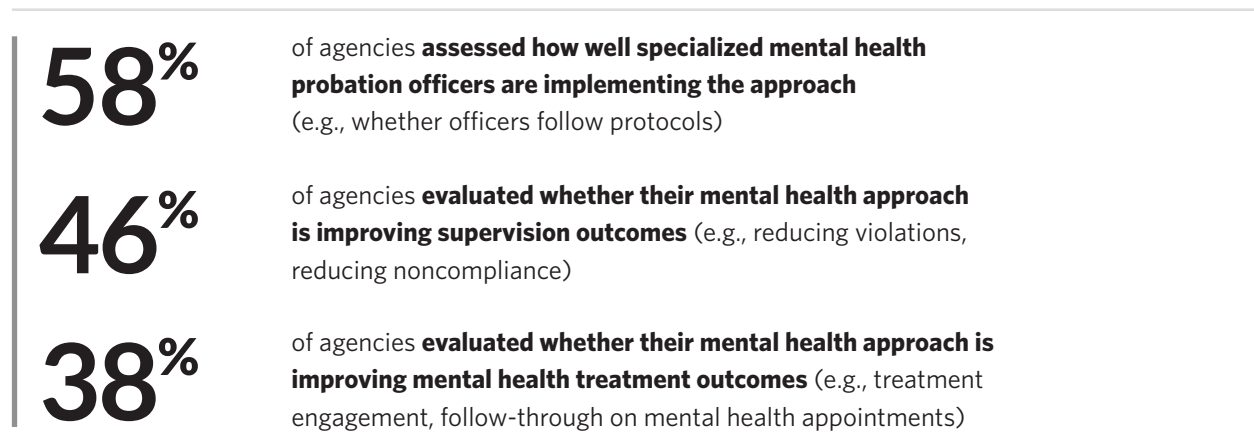 58%
of agencies assessed how well specialized mental health
probation officers are implementing the approach
(e.g., whether officers follow protocols)
46%
of agencies evaluated whether their mental health approach
is improving supervision outcomes (e.g., reducing violations,
reducing noncompliance)
38%
of agencies evaluated whether their mental health approach is
improving mental health treatment outcomes (e.g., treatment
engagement, follow-through on mental health appointments)